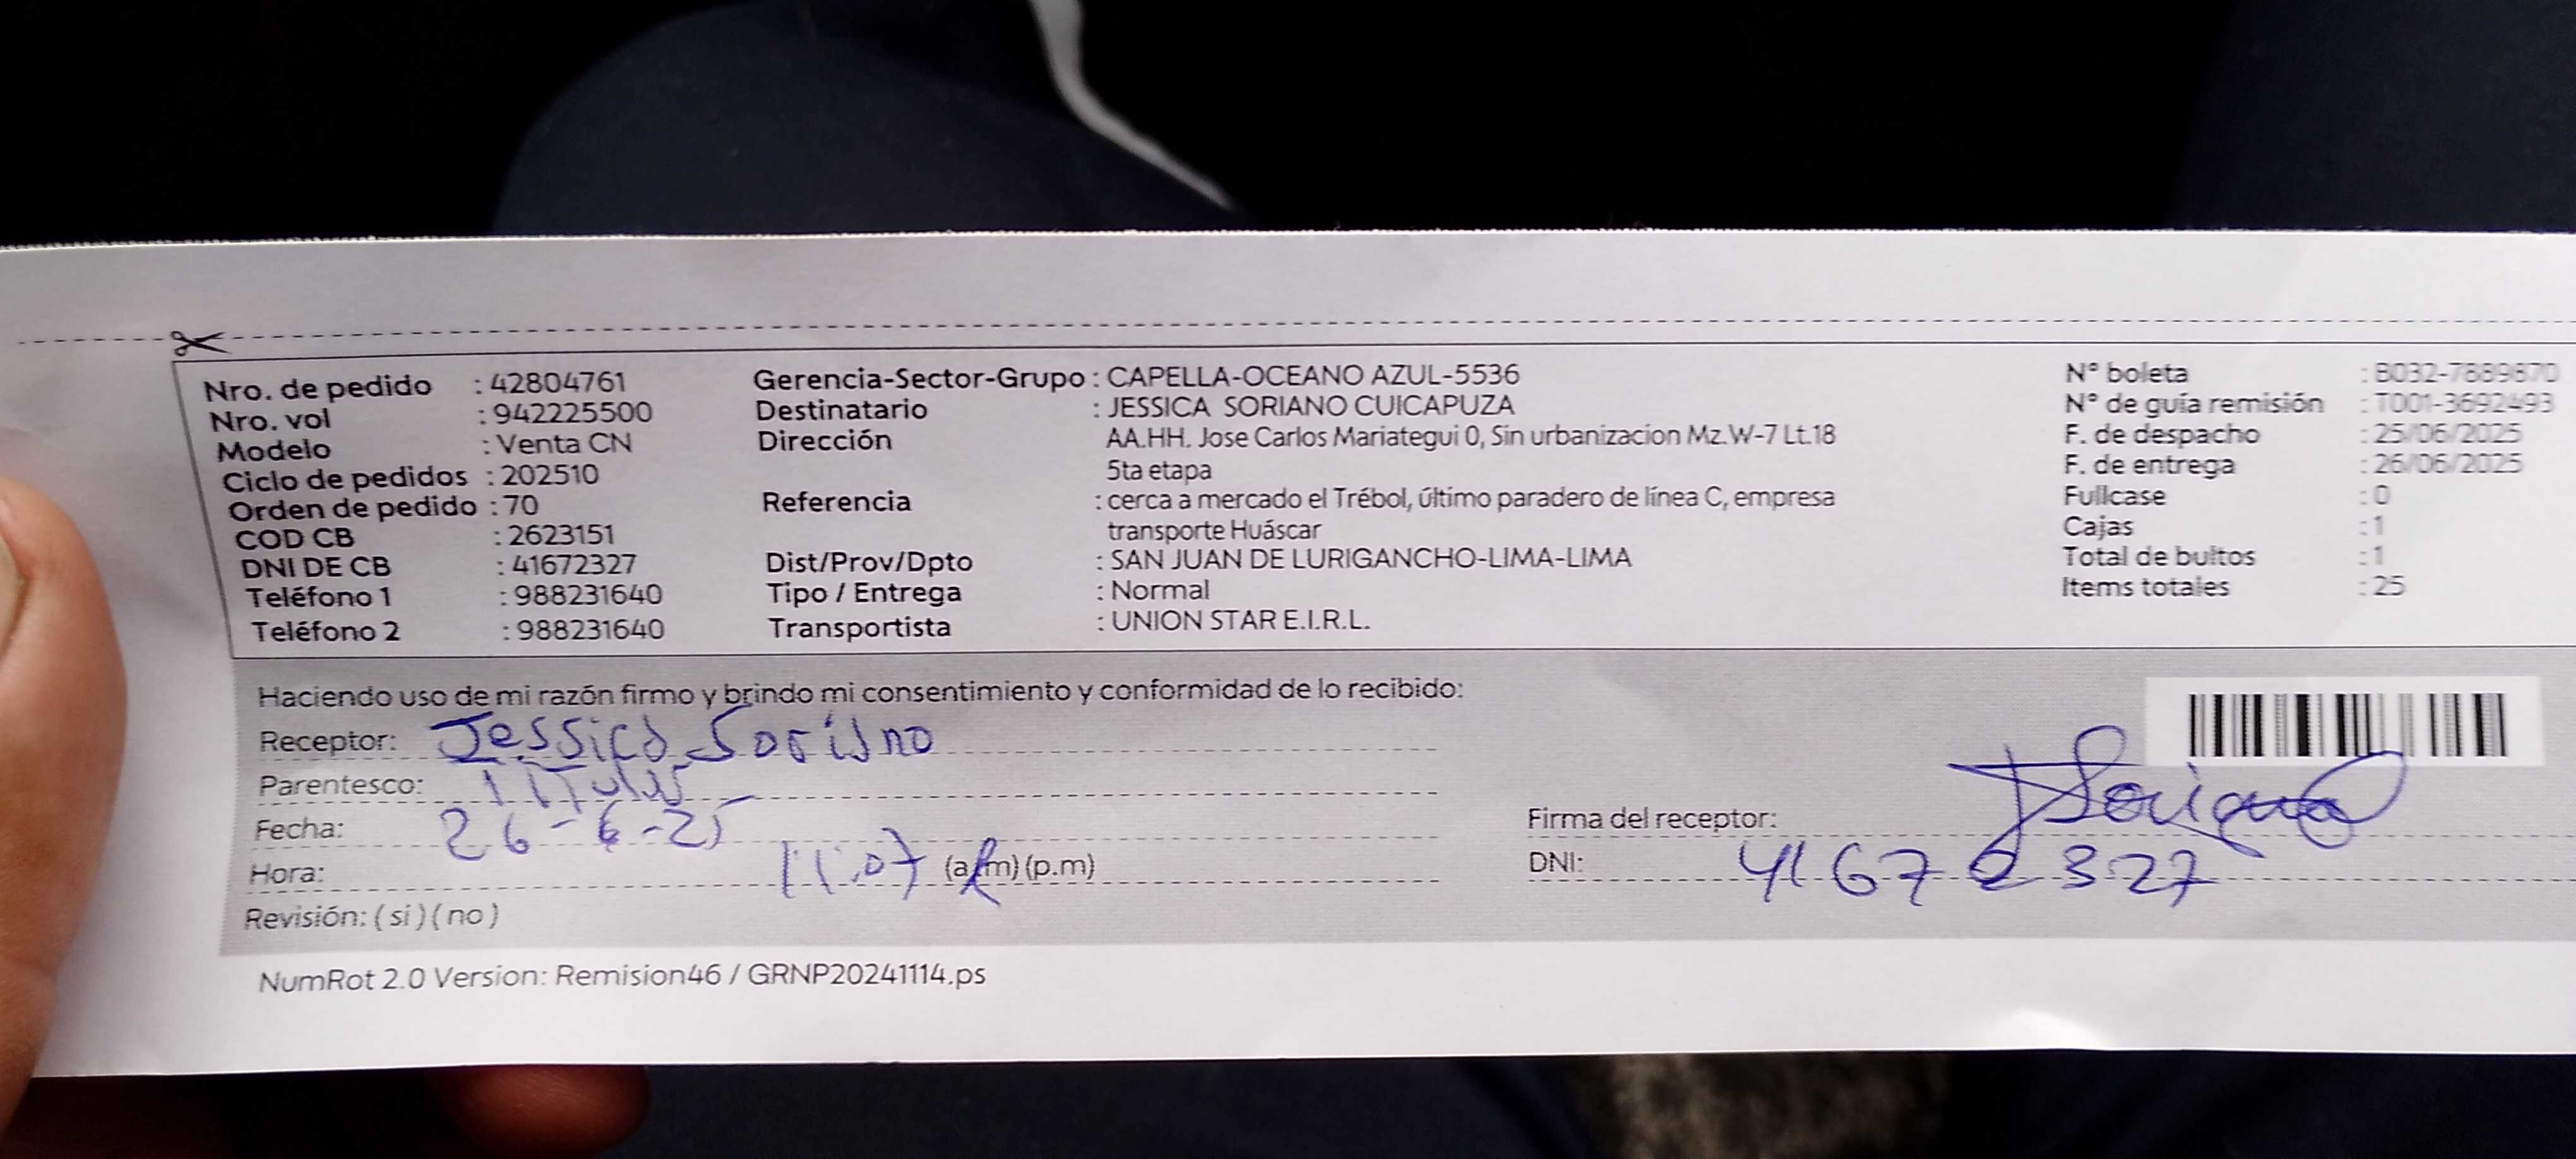 Nro. de pedido : 42804761
Nro. vol : 942225500
Modelo : Venta CN
Ciclo de pedidos : 202510
Orden de pedido : 70
COD CB : 2623151
DNI DE CB : 41672327
Teléfono 1 : 988231640
Teléfono 2 : 988231640
Gerencia-Sector-Grupo : CAPELLA-OCEANO AZUL-5536
Destinatario : JESSICA SORIANO CUICAPUZA
Dirección AA.HH. Jose Carlos Mariategui 0, Sin urbanizacion Mz.W-7 Lt.18
5ta etapa
Referencia : cerca a mercado el Trébol, último paradero de línea C, empresa
transporte Huáscar
Dist/Prov/Dpto : SAN JUAN DE LURIGANCHO-LIMA-LIMA
Tipo / Entrega : Normal
Transportista : UNION STAR E.I.R.L.
N° boleta : B032-7889870
N° de guía remisión : T001-3692493
F. de despacho : 25/06/2025
F. de entrega : 26/06/2025
Fullcase : 0
Cajas : 1
Total de bultos : 1
Items totales : 25
Haciendo uso de mi razón firmo y brindo mi consentimiento y conformidad de lo recibido:
Receptor: Jessica Soriano
Parentesco: Titular
Fecha: 26-6-25
Hora: 11:07 (a.m) (p.m)
Revisión: ( si ) ( no )
Firma del receptor: JSoriano
DNI: 41672327
NumRot 2.0 Version: Remision46 / GRNP20241114.ps